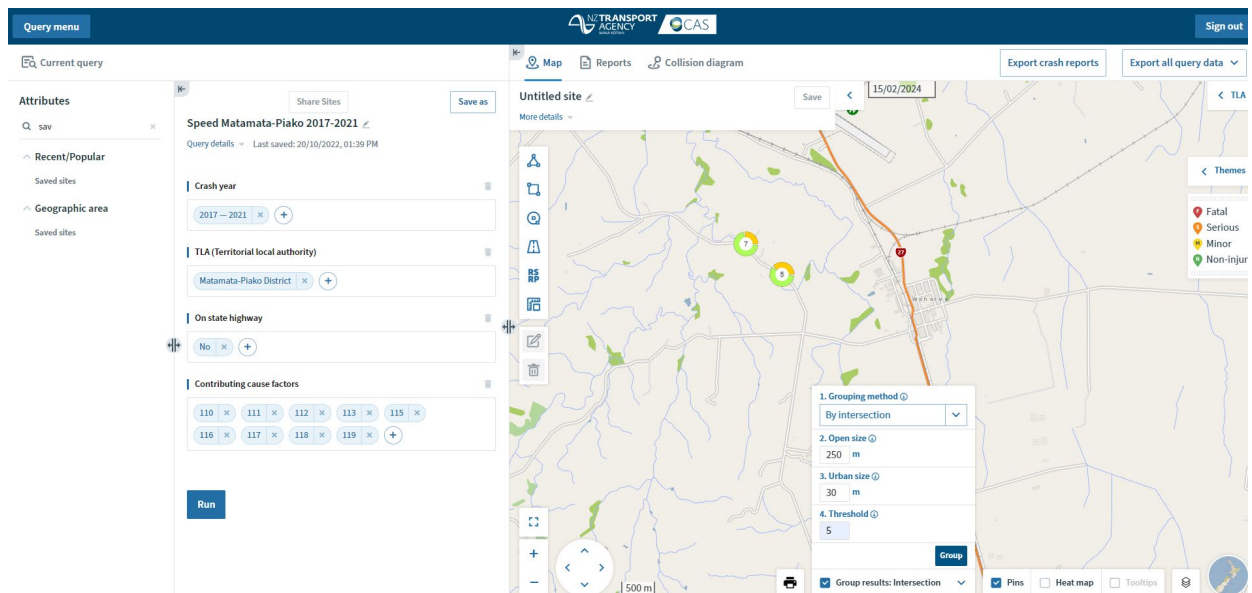 Query menu
NZ TRANSPORT
AGENCY
WAKA KOTAHI
CAS
Sign out
Current query
Map
Reports
Collision diagram
Export crash reports
Export all query data
Attributes
sav
Recent/Popular
Saved sites
Geographic area
Saved sites
Share Sites
Save as
Speed Matamata-Piako 2017-2021
Query details
Last saved: 20/10/2022, 01:39 PM
Crash year
2017 — 2021
TLA (Territorial local authority)
Matamata-Piako District
On state highway
No
Contributing cause factors
110 111 112 113 115
116 117 118 119
Run
Untitled site
Save
More details
15/02/2024
TLA
Themes
Fatal
Serious
Minor
Non-injur
7
5
27
RS
RP
1. Grouping method
By intersection
2. Open size
250 m
3. Urban size
30 m
4. Threshold
5
Group
500 m
Group results: Intersection
Pins
Heat map
Tooltips